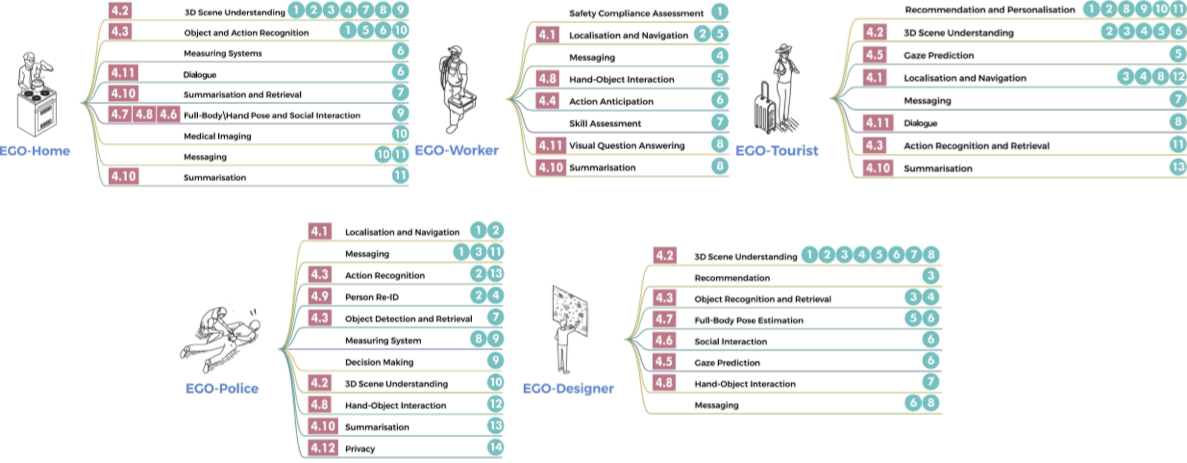 4.2 3D Scene Understanding 1 2 3 4 7 8 9
4.3 Object and Action Recognition 1 5 6 10
Measuring Systems 6
4.11 Dialogue 6
4.10 Summarisation and Retrieval 7
4.7 4.8 4.6 Full-Body\Hand Pose and Social Interaction 9
Medical Imaging 10
Messaging 10 11
4.10 Summarisation 11
EGO-Home
Safety Compliance Assessment 1
4.1 Localisation and Navigation 2 5
Messaging 4
4.8 Hand-Object Interaction 5
4.4 Action Anticipation 6
Skill Assessment 7
4.11 Visual Question Answering 8
4.10 Summarisation 8
EGO-Worker
Recommendation and Personalisation 1 2 8 9 10 11
4.2 3D Scene Understanding 2 3 4 5 6
4.5 Gaze Prediction 5
4.1 Localisation and Navigation 3 4 8 12
Messaging 7
4.11 Dialogue 8
4.3 Action Recognition and Retrieval 11
4.10 Summarisation 13
EGO-Tourist
4.1 Localisation and Navigation 1 2
Messaging 1 3 11
4.3 Action Recognition 2 13
4.9 Person Re-ID 2 4
4.3 Object Detection and Retrieval 7
Measuring System 8 9
Decision Making 9
4.2 3D Scene Understanding 10
4.8 Hand-Object Interaction 12
4.10 Summarisation 13
4.12 Privacy 14
EGO-Police
4.2 3D Scene Understanding 1 2 3 4 5 6 7 8
Recommendation 3
4.3 Object Recognition and Retrieval 3 4
4.7 Full-Body Pose Estimation 5 6
4.6 Social Interaction 6
4.5 Gaze Prediction 6
4.8 Hand-Object Interaction 7
Messaging 6 8
EGO-Designer